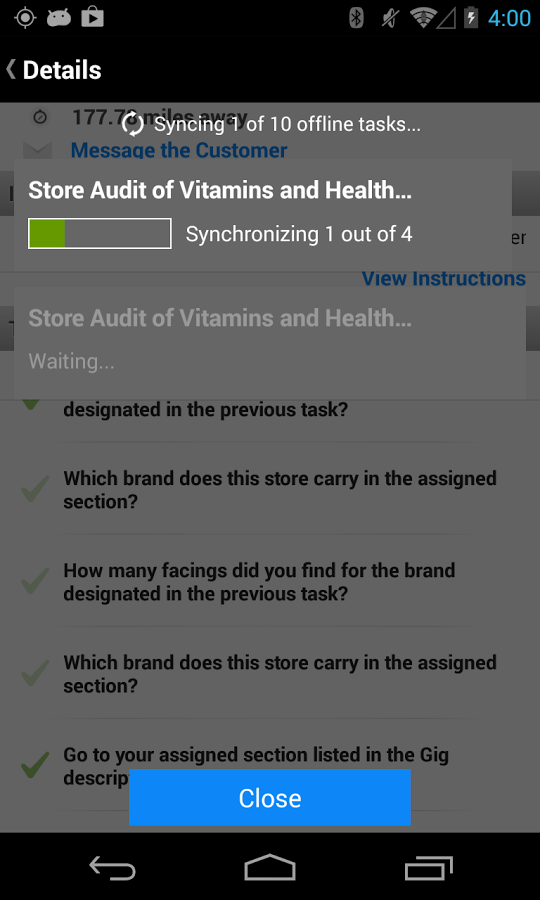 4:00
Details
177.78 miles away
Syncing 1 of 10 offline tasks...
Message the Customer
Store Audit of Vitamins and Health...
Synchronizing 1 out of 4
er
View Instructions
Store Audit of Vitamins and Health...
Waiting...
designated in the previous task?
Which brand does this store carry in the assigned
section?
How many facings did you find for the brand
designated in the previous task?
Which brand does this store carry in the assigned
section?
Go to your assigned section listed in the Gig
descrip
Close